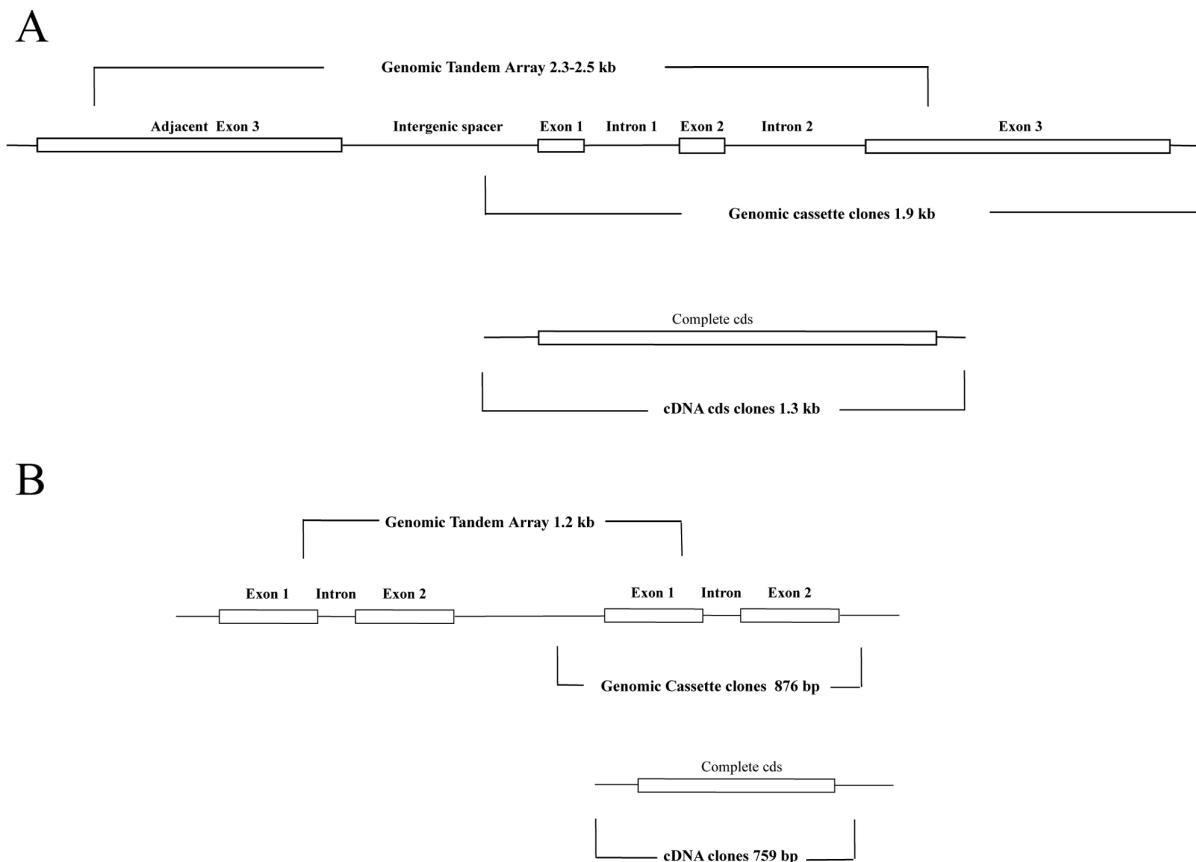 A
Genomic Tandem Array 2.3-2.5 kb
Adjacent Exon 3 Intergenic spacer Exon 1 Intron 1 Exon 2 Intron 2 Exon 3
Genomic cassette clones 1.9 kb
Complete cds
cDNA cds clones 1.3 kb
B
Genomic Tandem Array 1.2 kb
Exon 1 Intron Exon 2 Exon 1 Intron Exon 2
Genomic Cassette clones 876 bp
Complete cds
cDNA clones 759 bp